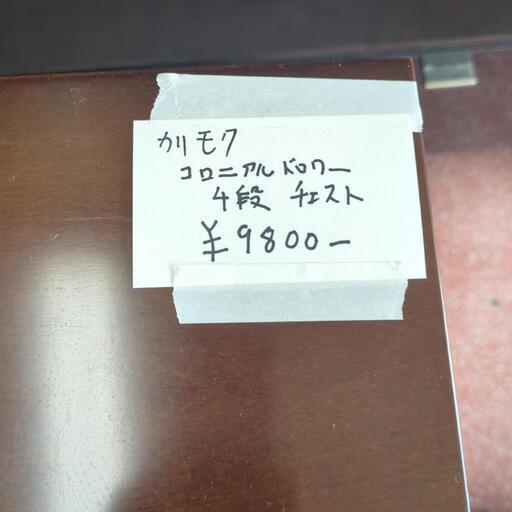 カリモク
コロニアルドロワー
4段 チェスト
¥9800-